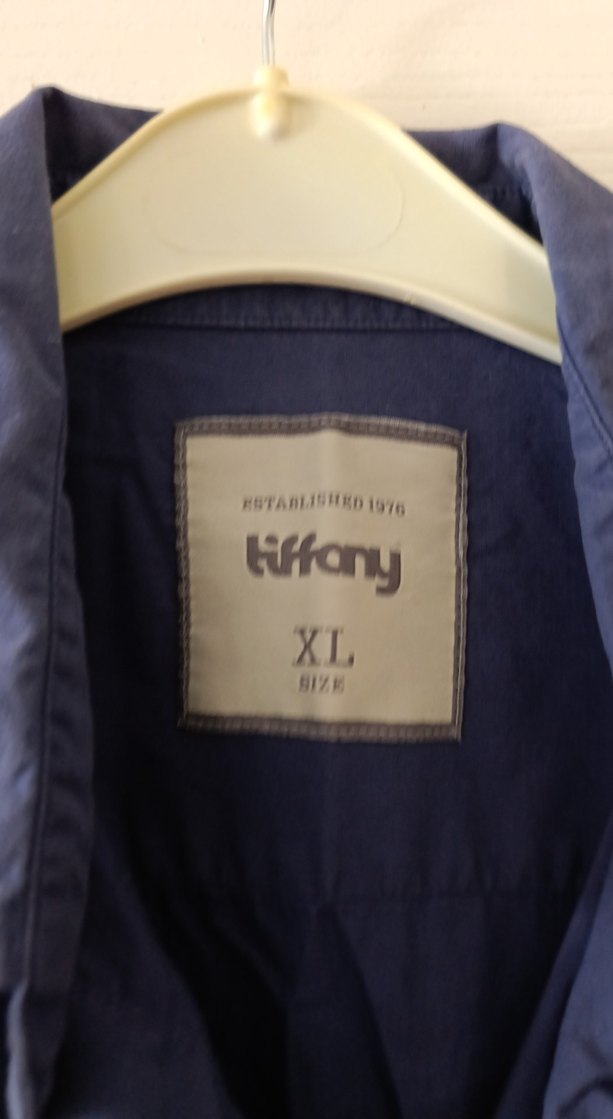 ESTABLISHED 1976
tiffany
XL
SIZE